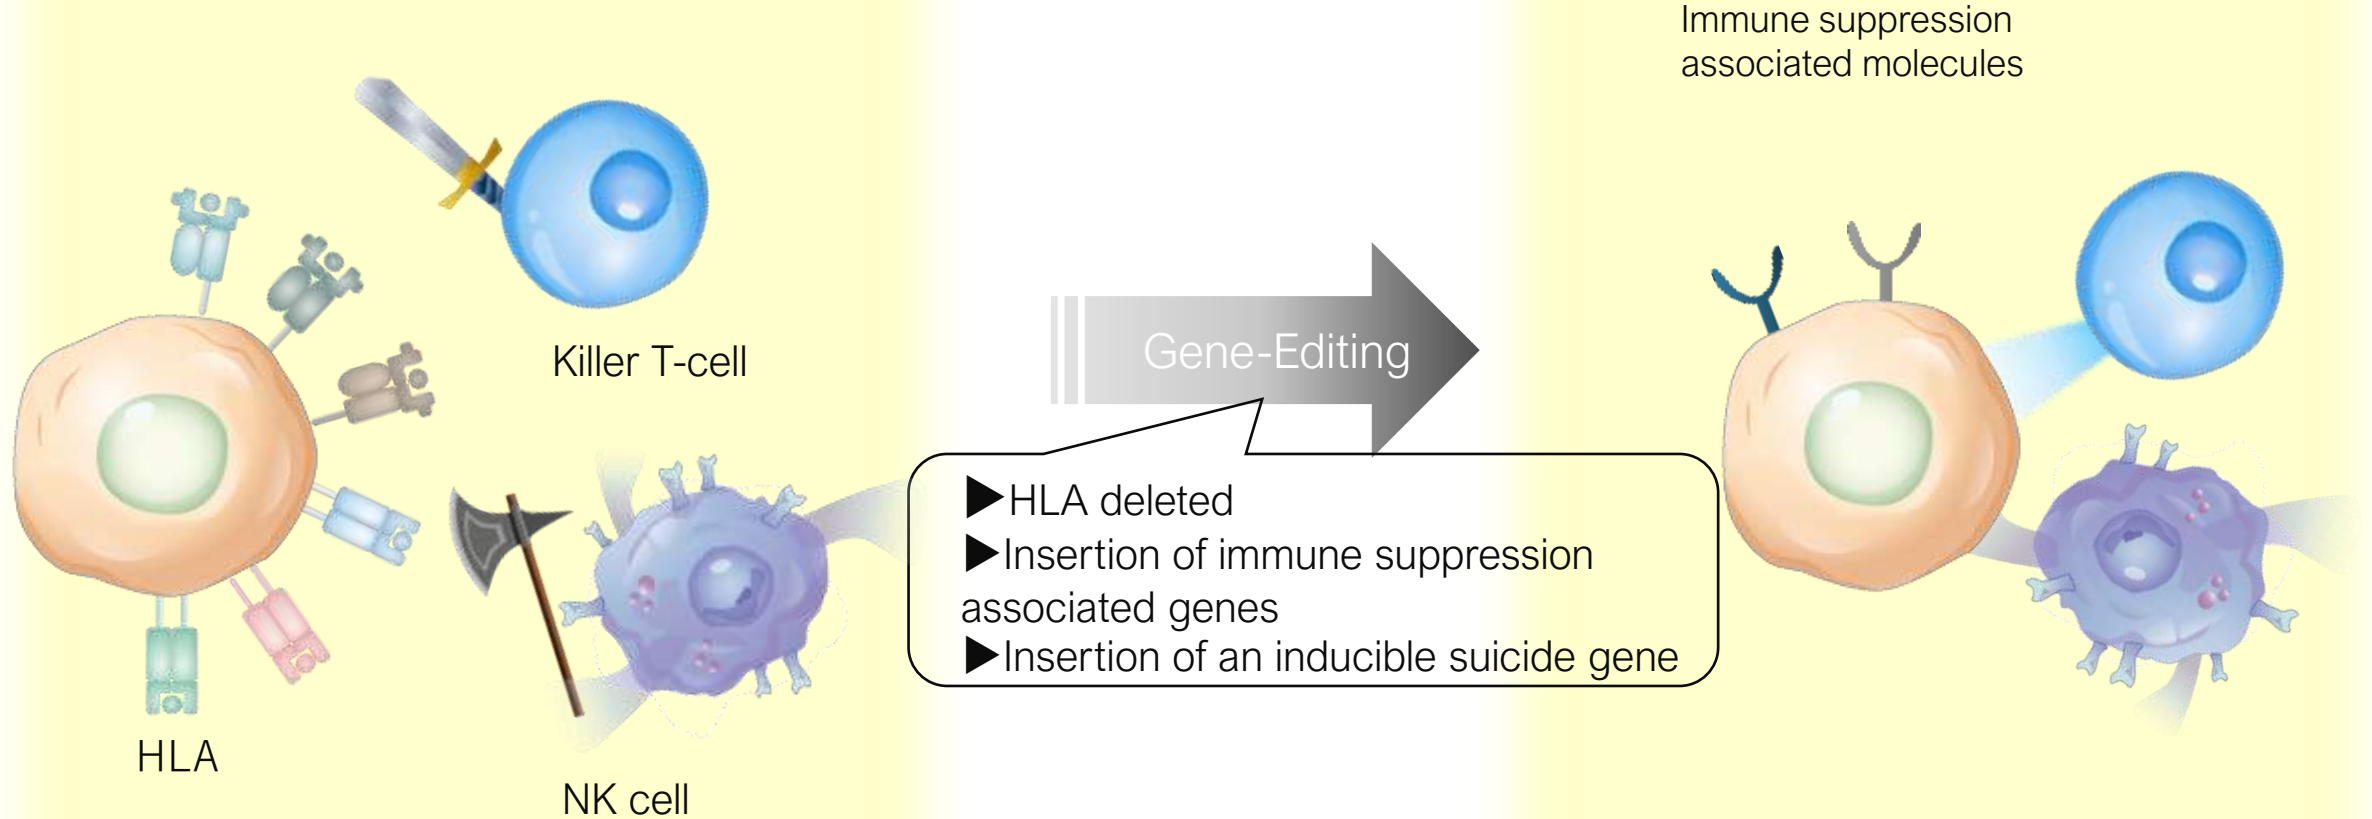 Immune suppression
associated molecules
Killer T-cell
Gene-Editing
▶HLA deleted
▶Insertion of immune suppression
associated genes
▶Insertion of an inducible suicide gene
HLA
NK cell